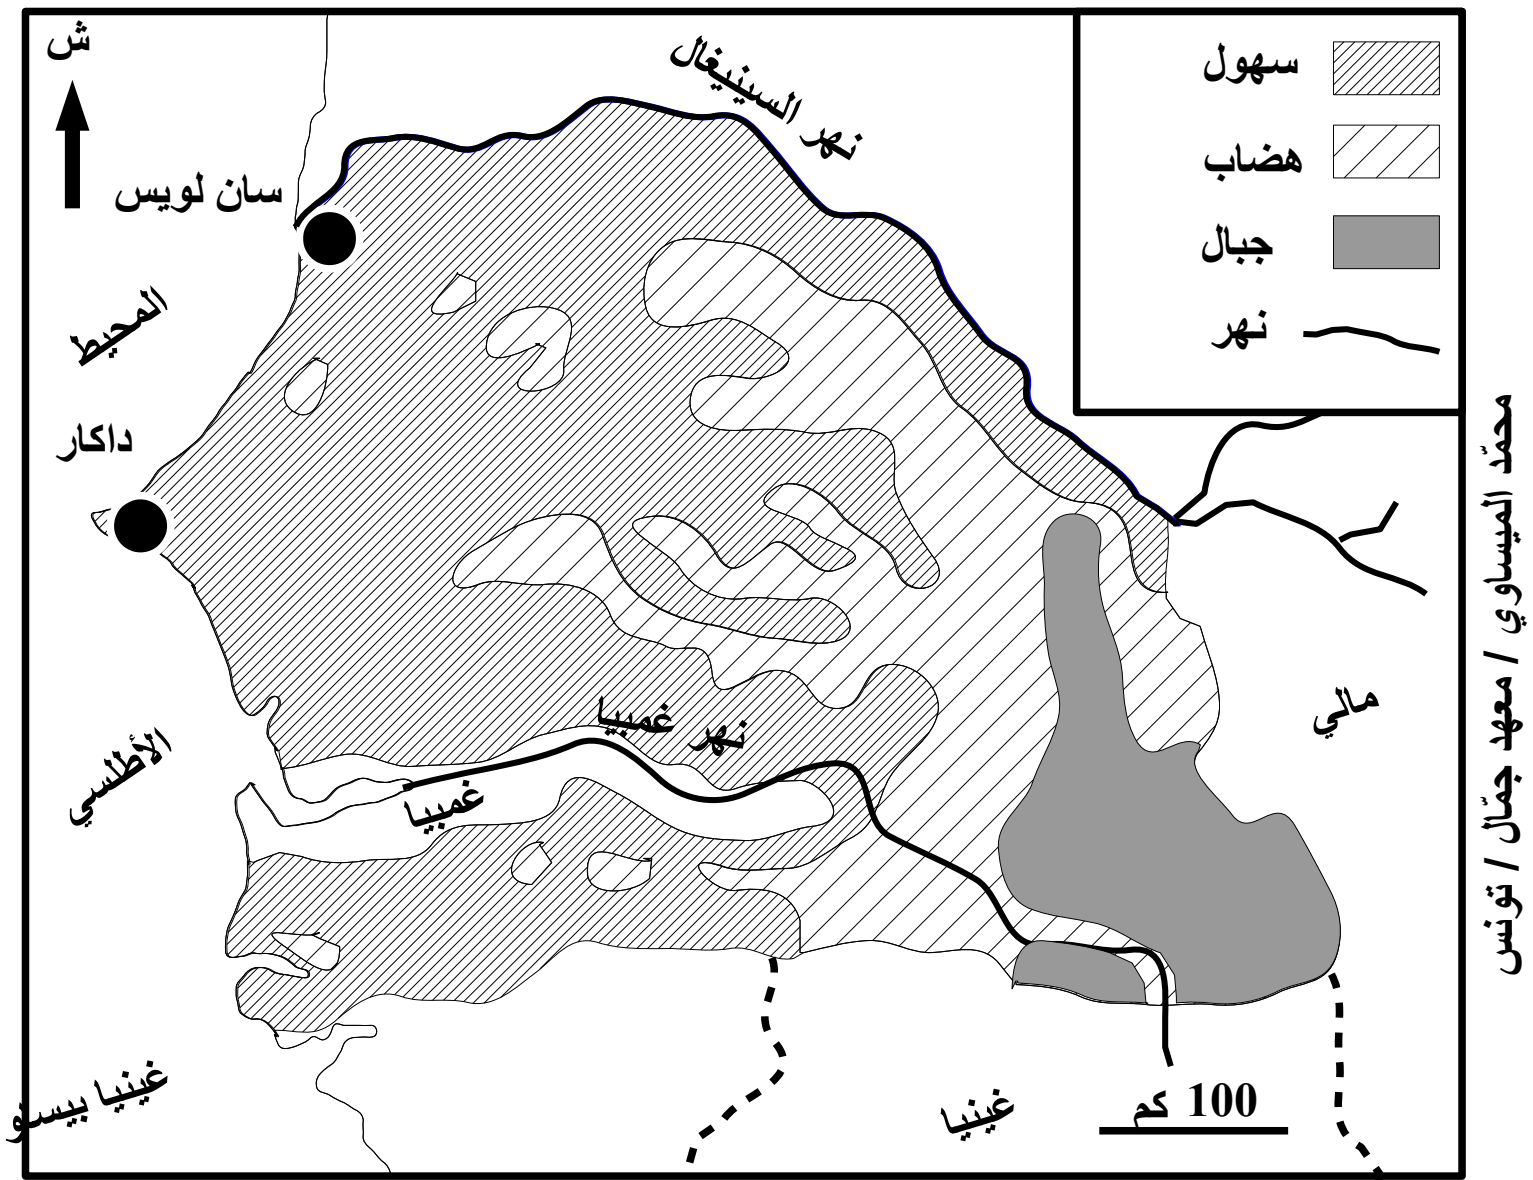 ش
سهول
هضاب
جبال
نهر
نهر السينيغال
سان لويس
المحيط
داكار
نهر غمبيا
غمبيا
الأطلسي
مالي
غينيا بيسو
غينيا
100 كم
محمّد الميساوي / معهد جمّال / تونس